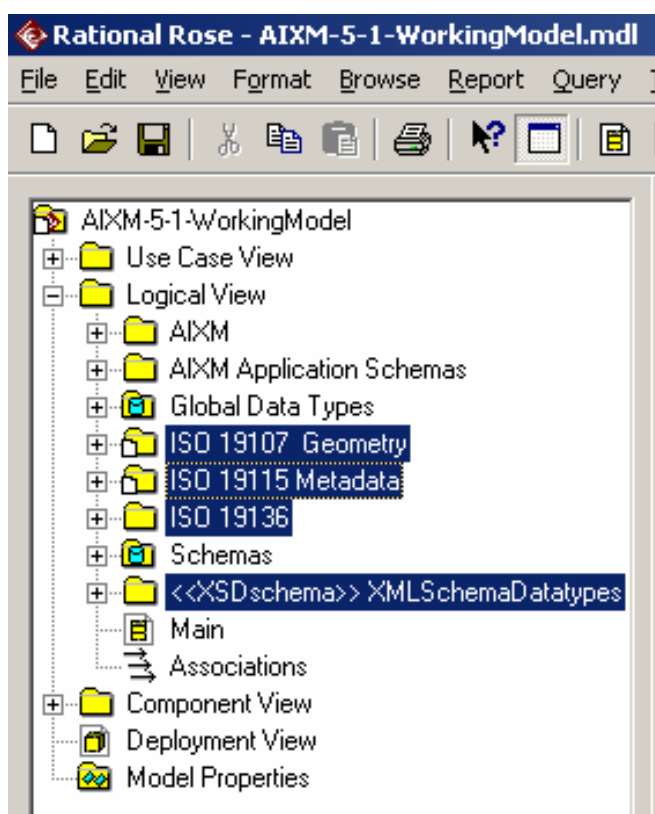 Rational Rose - AIXM-5-1-WorkingModel.mdl
File Edit View Format Browse Report Query
AIXM-5-1-WorkingModel
Use Case View
Logical View
AIXM
AIXM Application Schemas
Global Data Types
ISO 19107  Geometry
ISO 19115 Metadata
ISO 19136
Schemas
<<XSDschema>> XMLSchemaDatatypes
Main
Associations
Component View
Deployment View
Model Properties